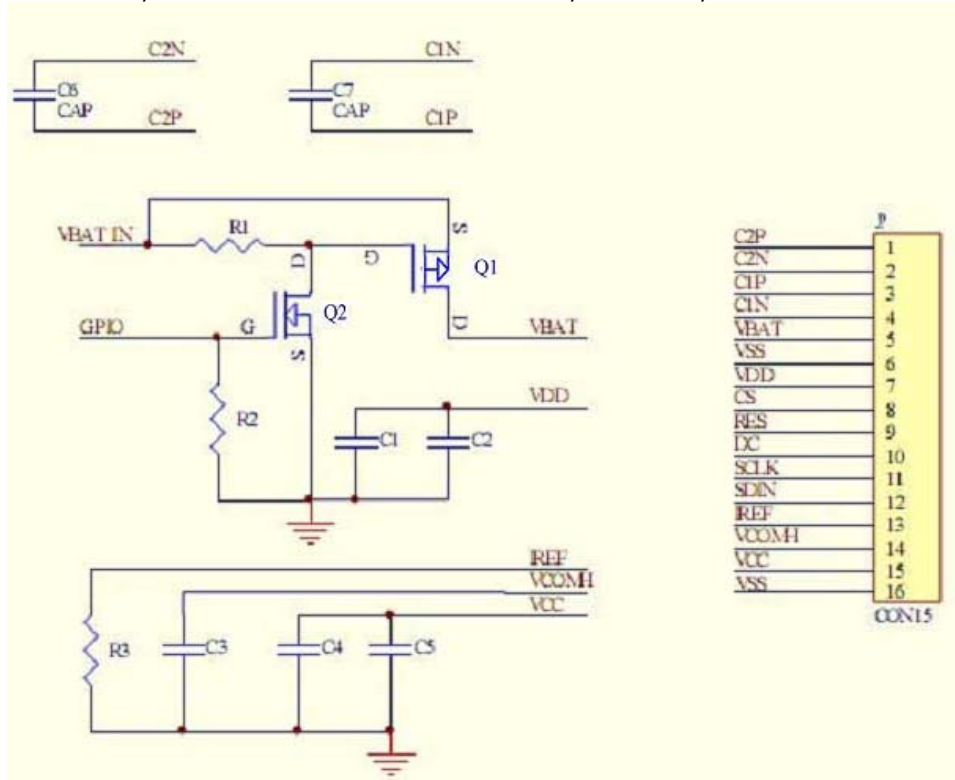 C2N
C6
CAP
C2P
C1N
C7
CAP
C1P
VBAT IN
R1
D
G
S
Q1
D
VBAT
GPIO
G
Q2
S
R2
VDD
C1
C2
IREF
VCOMH
VCC
R3
C3
C4
C5
C2P 1
C2N 2
C1P 3
C1N 4
VBAT 5
VSS 6
VDD 7
CS 8
RES 9
DC 10
SCLK 11
SDIN 12
IREF 13
VCOMH 14
VCC 15
VSS 16
CON15